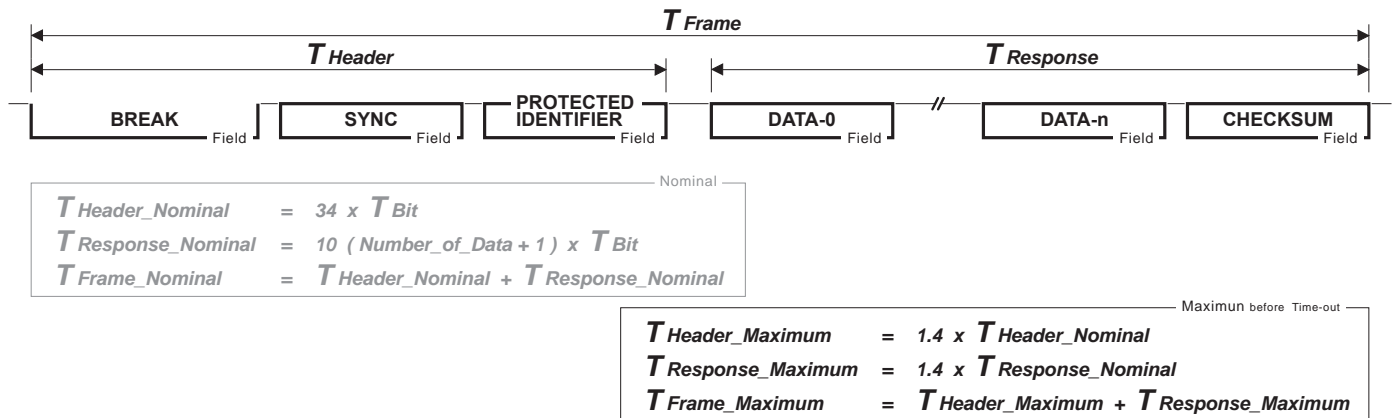 T Frame
T Header T Response
BREAK Field SYNC Field PROTECTED IDENTIFIER Field DATA-0 Field // DATA-n Field CHECKSUM Field
Nominal
T Header_Nominal = 34 x T Bit
T Response_Nominal = 10 ( Number_of_Data + 1 ) x T Bit
T Frame_Nominal = T Header_Nominal + T Response_Nominal
Maximun before Time-out
T Header_Maximum = 1.4 x T Header_Nominal
T Response_Maximum = 1.4 x T Response_Nominal
T Frame_Maximum = T Header_Maximum + T Response_Maximum